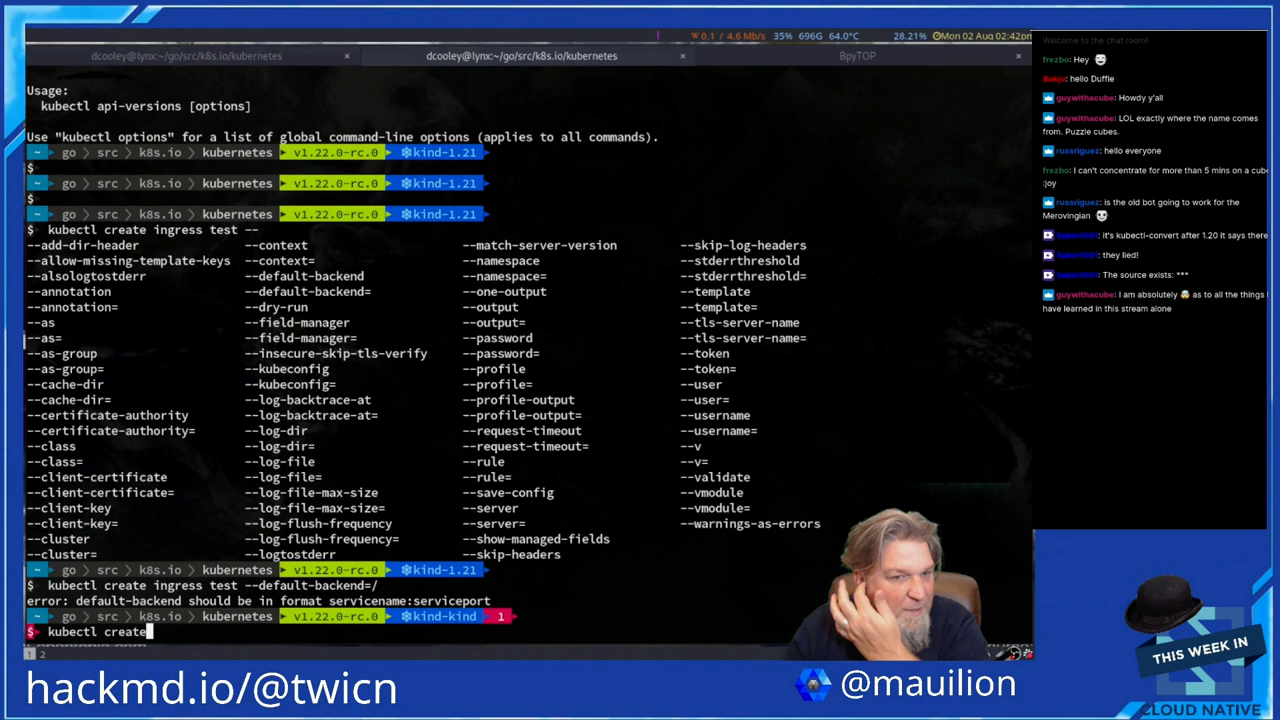 0.1 / 4.6 Mb/s 35% 696G 64.0°C 28.21% Mon 02 Aug 02:42pm
dcooley@lynx:~/go/src/k8s.io/kubernetes × dcooley@lynx:~/go/src/k8s.io/kubernetes × BpyTOP ×
Usage:
kubectl api-versions [options]
Use "kubectl options" for a list of global command-line options (applies to all commands).
~ go src k8s.io kubernetes v1.22.0-rc.0 kind-1.21
$
~ go src k8s.io kubernetes v1.22.0-rc.0 kind-1.21
$
~ go src k8s.io kubernetes v1.22.0-rc.0 kind-1.21
$ kubectl create ingress test --
--add-dir-header --context --match-server-version --skip-log-headers
--allow-missing-template-keys --context= --namespace --stderrthreshold
--alsologtostderr --default-backend --namespace= --stderrthreshold=
--annotation --default-backend= --one-output --template
--annotation= --dry-run --output --template=
--as --field-manager --output= --tls-server-name
--as= --field-manager= --password --tls-server-name=
--as-group --insecure-skip-tls-verify --password= --token
--as-group= --kubeconfig --profile --token=
--cache-dir --kubeconfig= --profile= --user
--cache-dir= --log-backtrace-at --profile-output --user=
--certificate-authority --log-backtrace-at= --profile-output= --username
--certificate-authority= --log-dir --request-timeout --username=
--class --log-dir= --request-timeout= --v
--class= --log-file --rule --v=
--client-certificate --log-file= --rule= --validate
--client-certificate= --log-file-max-size --save-config --vmodule
--client-key --log-file-max-size= --server --vmodule=
--client-key= --log-flush-frequency --server= --warnings-as-errors
--cluster --log-flush-frequency= --show-managed-fields
--cluster= --logtostderr --skip-headers
~ go src k8s.io kubernetes v1.22.0-rc.0 kind-1.21
$ kubectl create ingress test --default-backend=/
error: default-backend should be in format servicename:serviceport
~ go src k8s.io kubernetes v1.22.0-rc.0 kind-kind 1
$ kubectl create
1 2
Welcome to the chat room!
frezbo: Hey
hello Duffie
guywithacube: Howdy y'all
guywithacube: LOL exactly where the name comes
from. Puzzle cubes.
russriguez: hello everyone
frezbo: I can't concentrate for more than 5 mins on a cube
:joy
russriguez: is the old bot going to work for the
Merovingian
it's kubectl-convert after 1.20 it says there
they lied!
The source exists: ***
guywithacube: I am absolutely 🤯 as to all the things I
have learned in this stream alone
hackmd.io/@twicn
@mauilion
THIS WEEK IN
CLOUD NATIVE